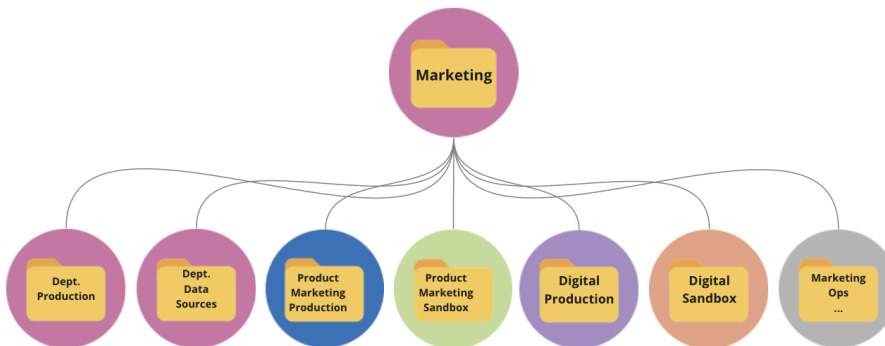 Marketing
Dept.
Production
Dept.
Data
Sources
Product
Marketing
Production
Product
Marketing
Sandbox
Digital
Production
Digital
Sandbox
Marketing
Ops
...